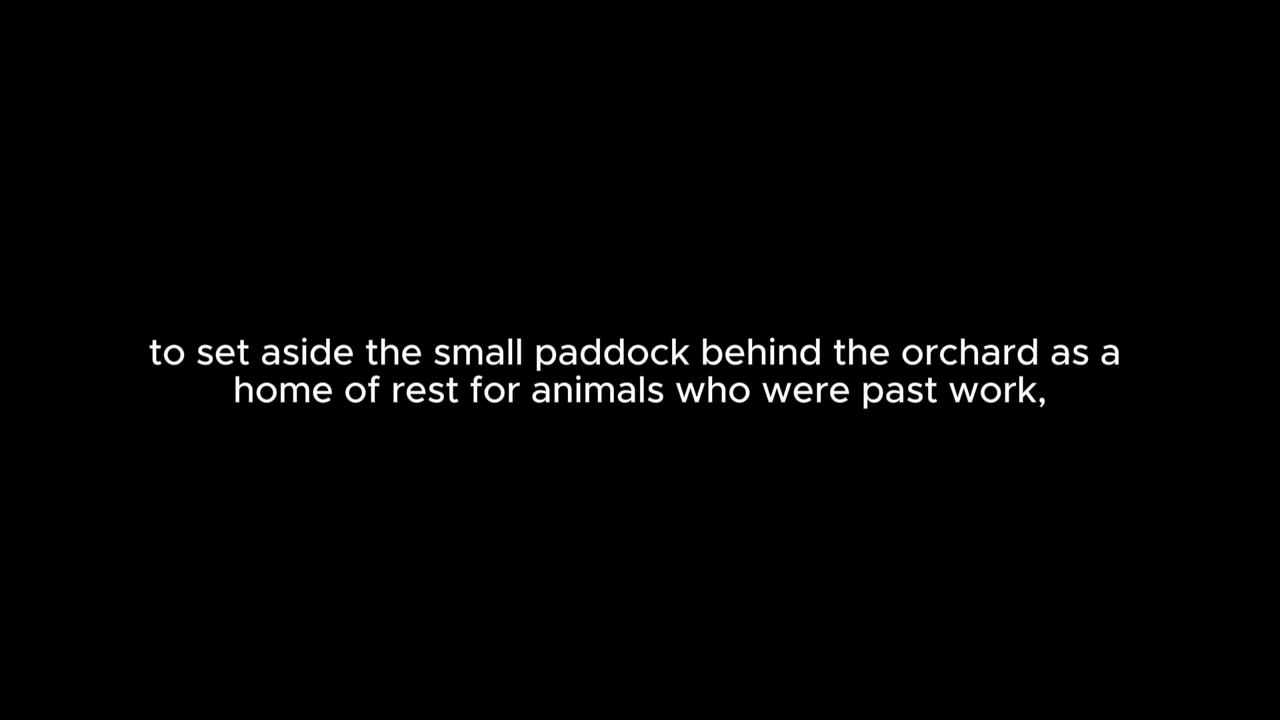 to set aside the small paddock behind the orchard as a
home of rest for animals who were past work,